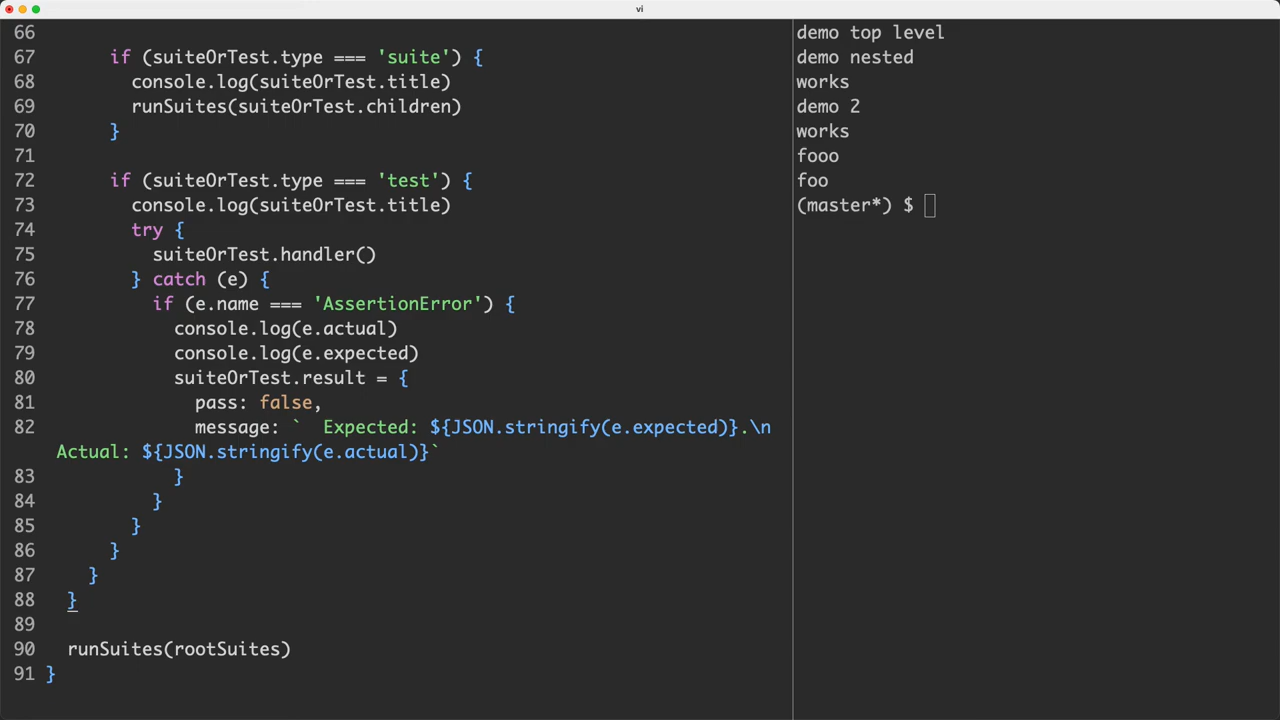 vi
66
67 if (suiteOrTest.type === 'suite') {
68 console.log(suiteOrTest.title)
69 runSuites(suiteOrTest.children)
70 }
71
72 if (suiteOrTest.type === 'test') {
73 console.log(suiteOrTest.title)
74 try {
75 suiteOrTest.handler()
76 } catch (e) {
77 if (e.name === 'AssertionError') {
78 console.log(e.actual)
79 console.log(e.expected)
80 suiteOrTest.result = {
81 pass: false,
82 message: `  Expected: ${JSON.stringify(e.expected)}.\n
Actual: ${JSON.stringify(e.actual)}`
83 }
84 }
85 }
86 }
87 }
88 }
89
90 runSuites(rootSuites)
91 }
demo top level
demo nested
works
demo 2
works
fooo
foo
(master*) $